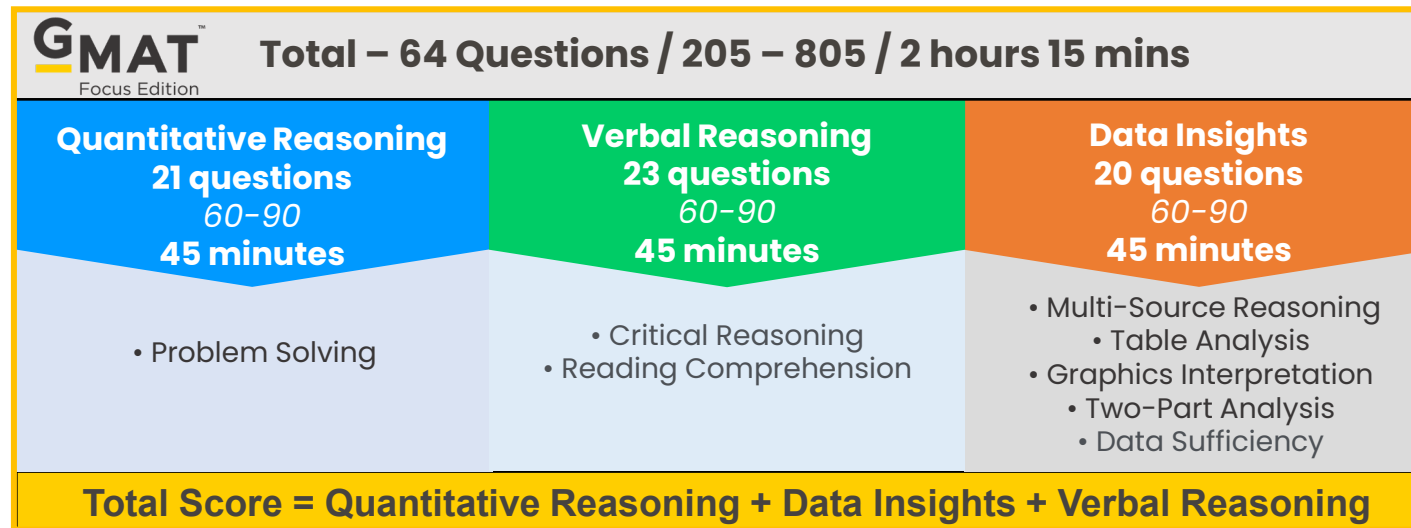 GMAT™
Focus Edition
Total – 64 Questions / 205 – 805 / 2 hours 15 mins
Quantitative Reasoning
21 questions
60-90
45 minutes
• Problem Solving
Verbal Reasoning
23 questions
60-90
45 minutes
• Critical Reasoning
• Reading Comprehension
Data Insights
20 questions
60-90
45 minutes
• Multi-Source Reasoning
• Table Analysis
• Graphics Interpretation
• Two-Part Analysis
• Data Sufficiency
Total Score = Quantitative Reasoning + Data Insights + Verbal Reasoning